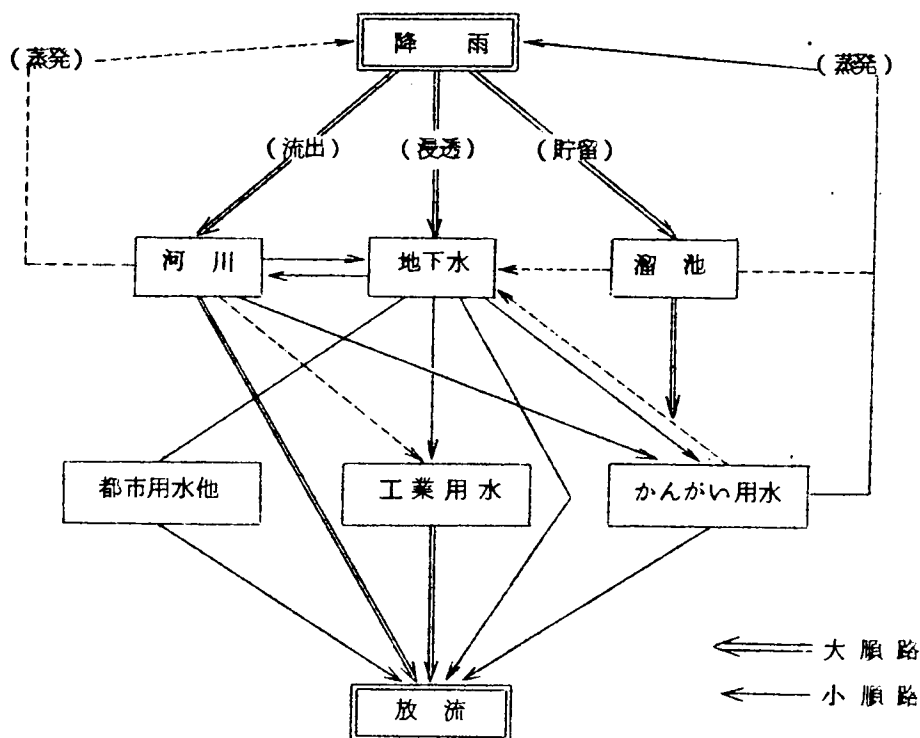 降雨
(蒸発)
(蒸発)
(流出)
(浸透)
(貯留)
河川
地下水
溜池
都市用水他
工業用水
かんがい用水
大順路
小順路
放流